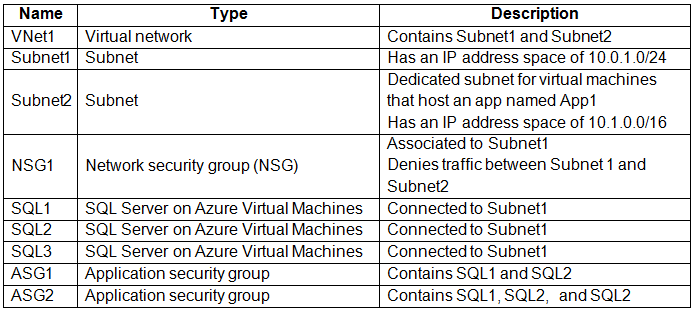 Name Type Description
VNet1 Virtual network Contains Subnet1 and Subnet2
Subnet1 Subnet Has an IP address space of 10.0.1.0/24
Dedicated subnet for virtual machines
Subnet2 Subnet that host an app named App1
Has an IP address space of 10.1.0.0/16
Associated to Subnet1
NSG1 Network security group (NSG) Denies traffic between Subnet 1 and
Subnet2
SQL1 SQL Server on Azure Virtual Machines Connected to Subnet1
SQL2 SQL Server on Azure Virtual Machines Connected to Subnet1
SQL3 SQL Server on Azure Virtual Machines Connected to Subnet1
ASG1 Application security group Contains SQL1 and SQL2
ASG2 Application security group Contains SQL1, SQL2, and SQL2